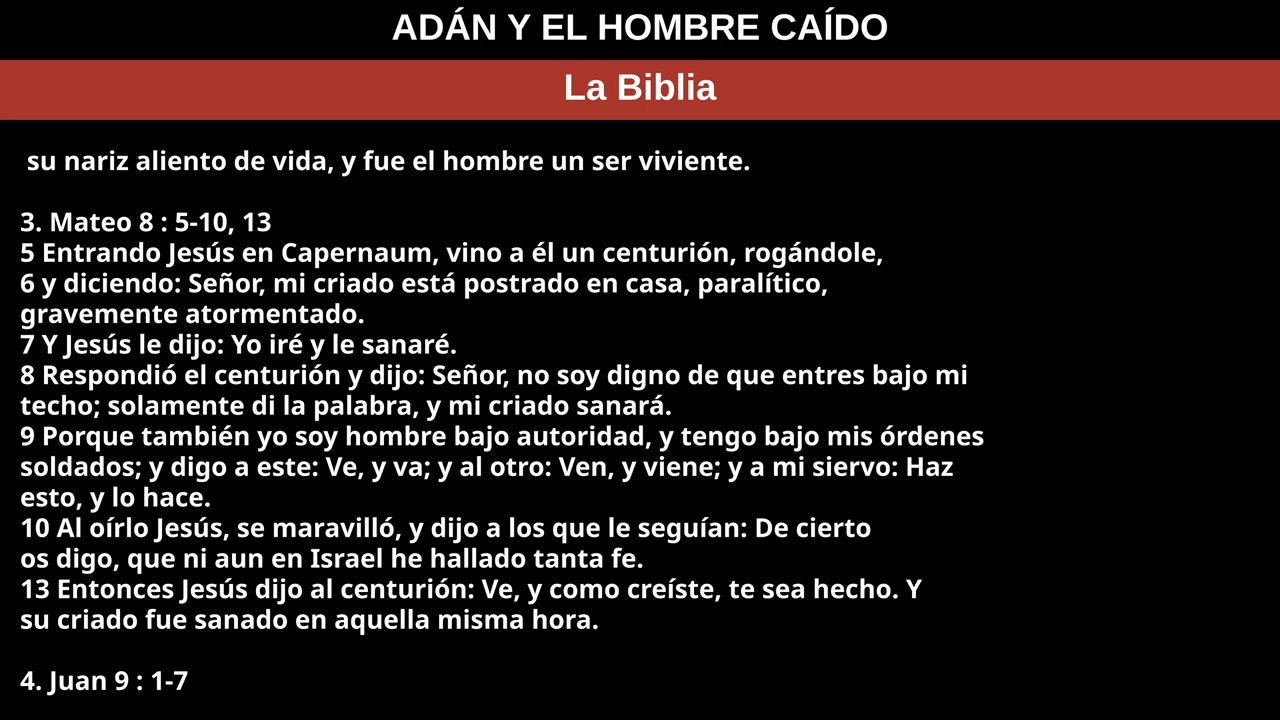 ADÁN Y EL HOMBRE CAÍDO
La Biblia
su nariz aliento de vida, y fue el hombre un ser viviente.
3. Mateo 8 : 5-10, 13
5 Entrando Jesús en Capernaum, vino a él un centurión, rogándole,
6 y diciendo: Señor, mi criado está postrado en casa, paralítico,
gravemente atormentado.
7 Y Jesús le dijo: Yo iré y le sanaré.
8 Respondió el centurión y dijo: Señor, no soy digno de que entres bajo mi
techo; solamente di la palabra, y mi criado sanará.
9 Porque también yo soy hombre bajo autoridad, y tengo bajo mis órdenes
soldados; y digo a este: Ve, y va; y al otro: Ven, y viene; y a mi siervo: Haz
esto, y lo hace.
10 Al oírlo Jesús, se maravilló, y dijo a los que le seguían: De cierto
os digo, que ni aun en Israel he hallado tanta fe.
13 Entonces Jesús dijo al centurión: Ve, y como creíste, te sea hecho. Y
su criado fue sanado en aquella misma hora.
4. Juan 9 : 1-7